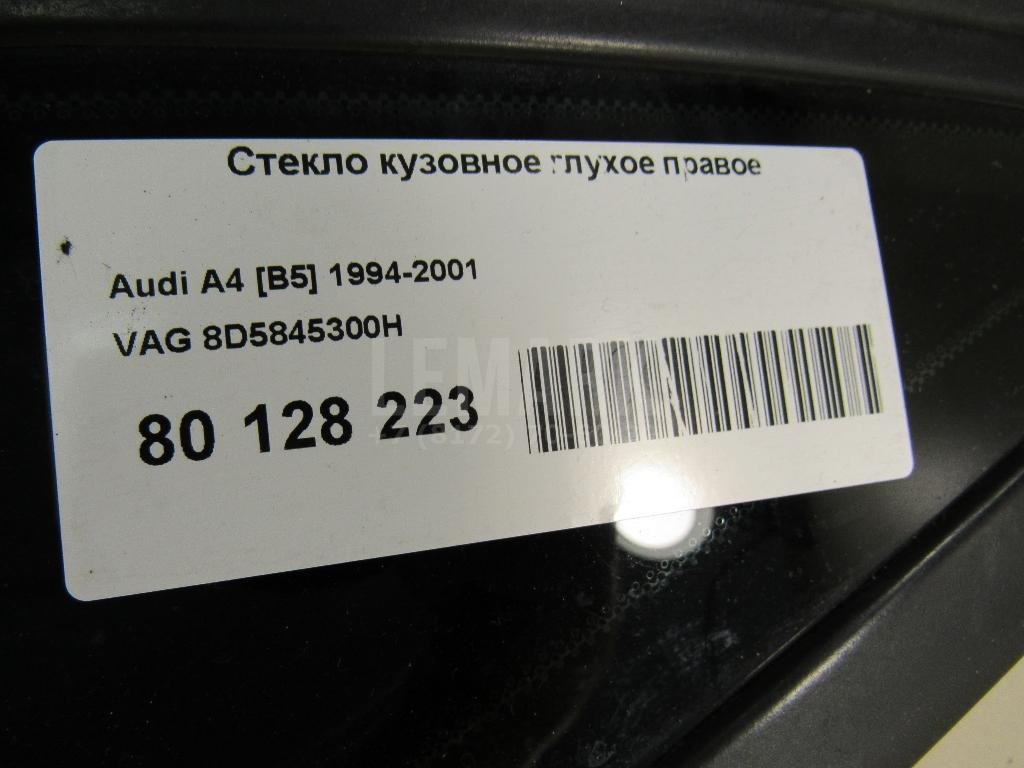 Стекло кузовное глухое правое
Audi A4 [B5] 1994-2001
VAG 8D5845300H
80 128 223